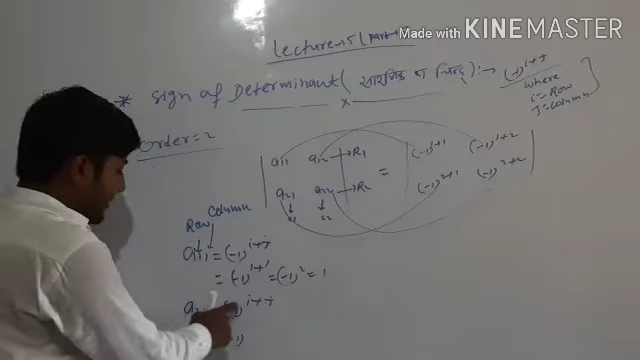 Made with KINEMASTER
Lecture → 5 (Part
* Sign of Determinant ( सारणिक का चिन्ह ) :→ (-1)^{i+j}
where
i = Row
J = Column
Order = 2
| a₁₁ a₁₂ → R₁ | = | (-1)^{1+1} (-1)^{1+2} |
| a₂₁ a₂₂ → R₂ | | (-1)^{2+1} (-1)^{2+2} |
Row Column
a₁₁ = (-1)^{i+j}
= (-1)^{1+1} = (-1)^2 = 1